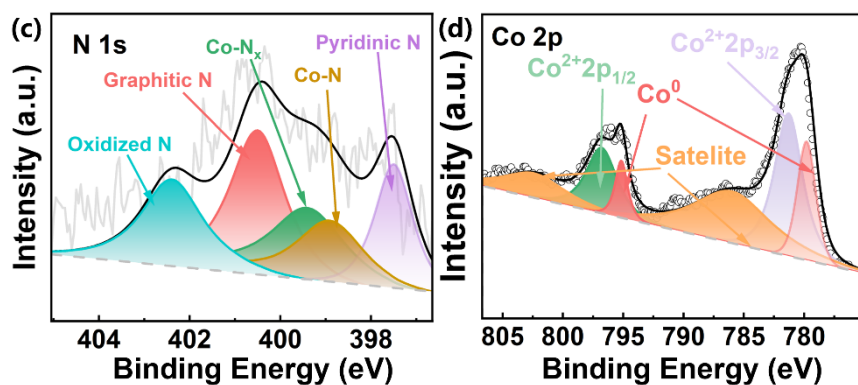 (c)
N 1s
Co-Nₓ
Pyridinic N
Graphitic N
Co-N
Oxidized N
Intensity (a.u.)
404
402
400
398
Binding Energy (eV)
(d)
Co 2p
Co²⁺2p₃/₂
Co²⁺2p₁/₂
Co⁰
Satelite
Intensity (a.u.)
805
800
795
790
785
780
Binding Energy (eV)